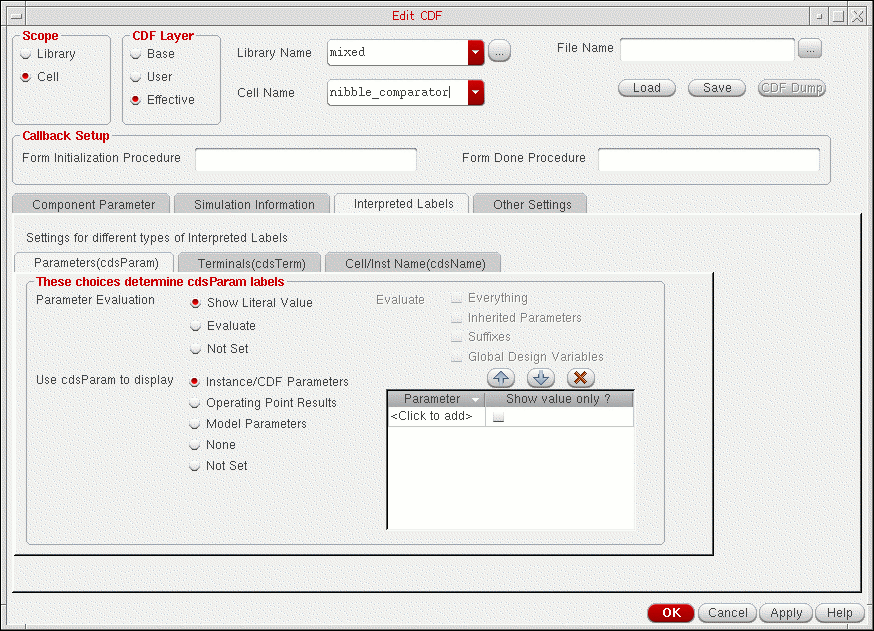 Edit CDF
Scope
Library
Cell
CDF Layer
Base
User
Effective
Library Name mixed ...
Cell Name nibble_comparator
File Name ...
Load Save CDF Dump
Callback Setup
Form Initialization Procedure Form Done Procedure
Component Parameter Simulation Information Interpreted Labels Other Settings
Settings for different types of Interpreted Labels
Parameters(cdsParam) Terminals(cdsTerm) Cell/Inst Name(cdsName)
These choices determine cdsParam labels
Parameter Evaluation
Show Literal Value
Evaluate
Not Set
Evaluate
Everything
Inherited Parameters
Suffixes
Global Design Variables
Use cdsParam to display
Instance/CDF Parameters
Operating Point Results
Model Parameters
None
Not Set
Parameter Show value only ?
<Click to add>
OK Cancel Apply Help